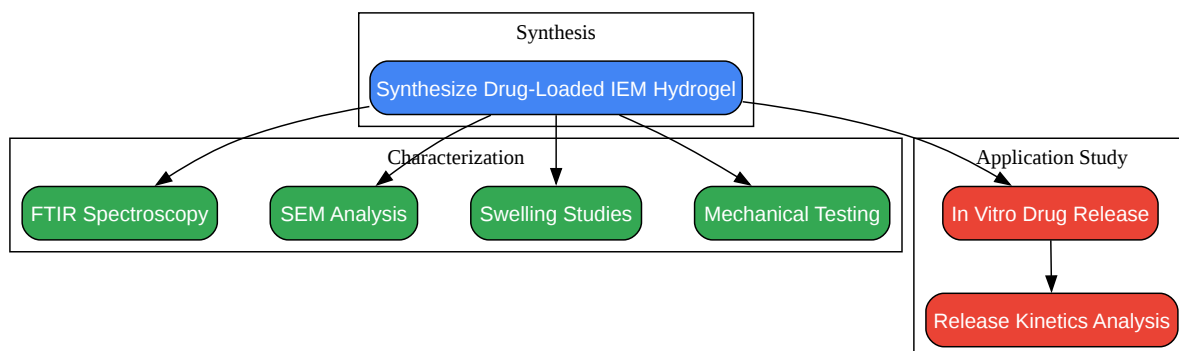 Synthesis
Synthesize Drug-Loaded IEM Hydrogel
Characterization
Application Study
FTIR Spectroscopy
SEM Analysis
Swelling Studies
Mechanical Testing
In Vitro Drug Release
Release Kinetics Analysis